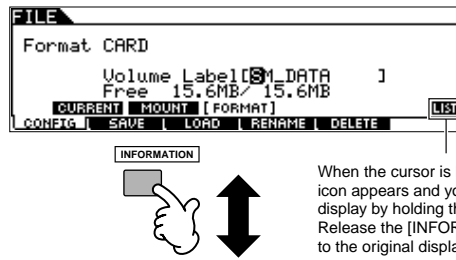 FILE
Format CARD
Volume Label[SM_DATA ]
Free 15.6MB/ 15.6MB
CURRENT MOUNT [FORMAT] LIST
CONFIG SAVE LOAD RENAME DELETE
INFORMATION
When the cursor is
icon appears and yo
display by holding th
Release the [INFOR
to the original displa